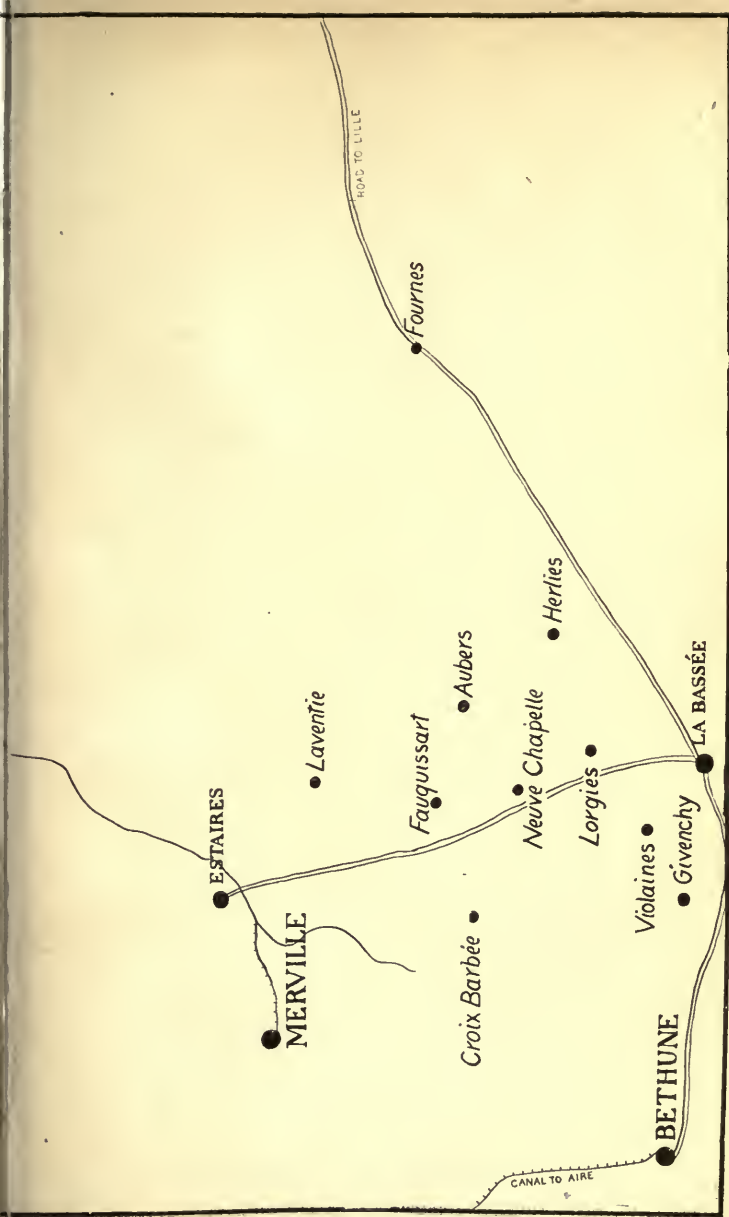 ROAD TO LILLE
Fournes
Herlies
Aubers
LA BASSÉE
Laventie
Fauquissart
Neuve Chapelle
Lorgies
ESTAIRES
Givenchy
Violaines
MERVILLE
Croix Barbée
BETHUNE
CANAL TO AIRE